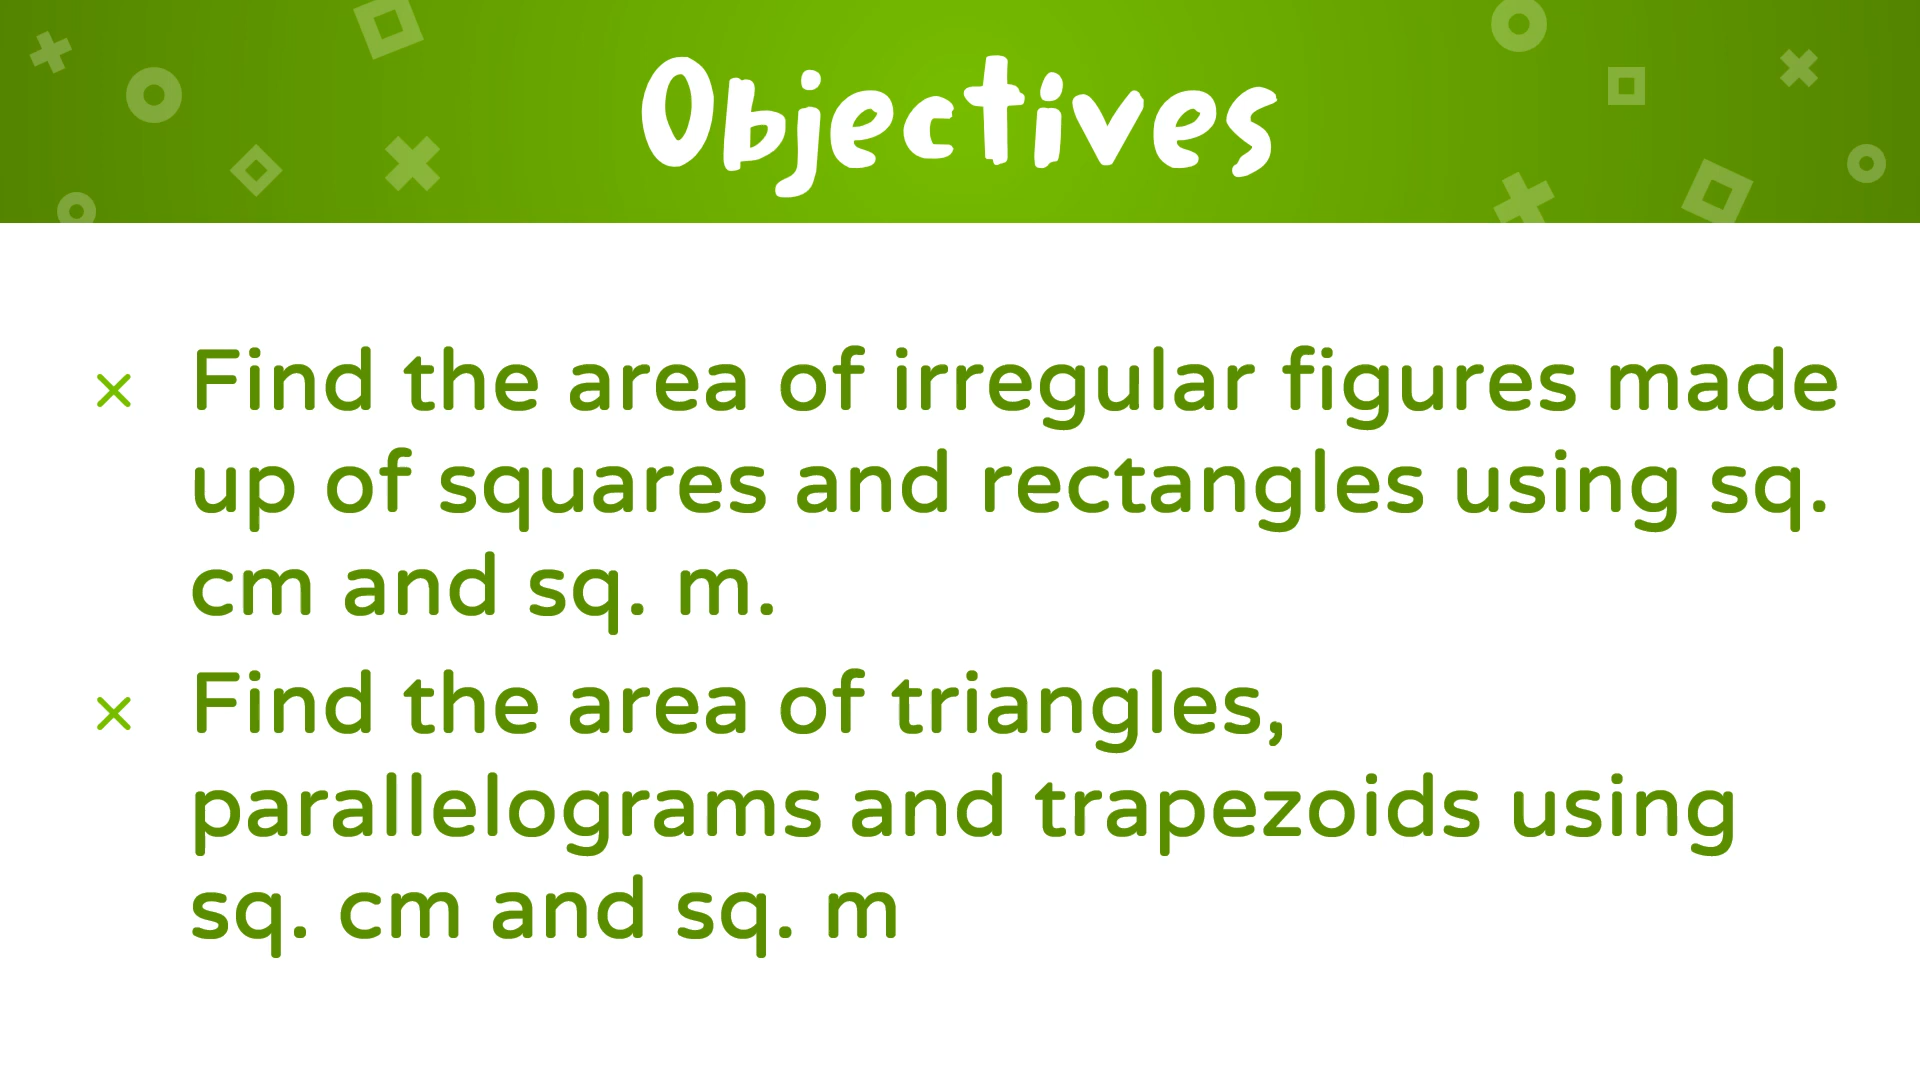 Objectives
× Find the area of irregular figures made
up of squares and rectangles using sq.
cm and sq. m.
× Find the area of triangles,
parallelograms and trapezoids using
sq. cm and sq. m